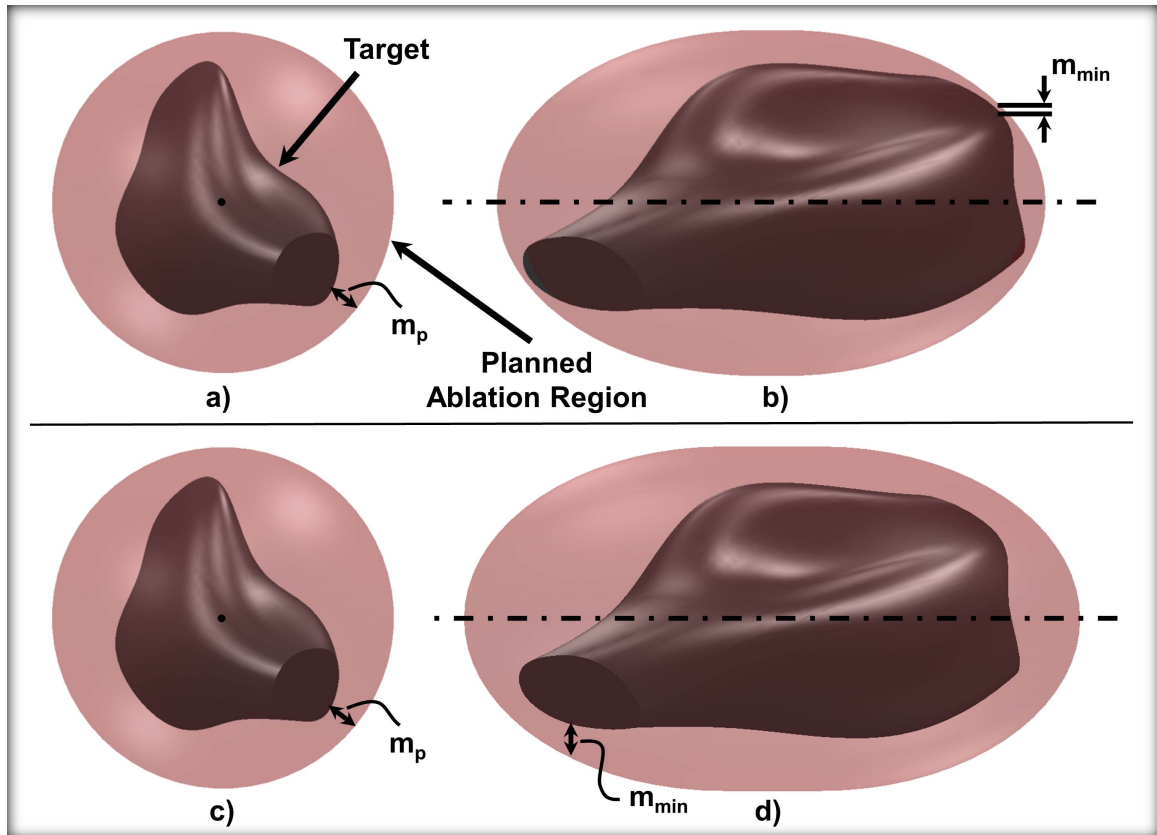 Target
m_min
m_p
Planned
Ablation Region
a)
b)
m_p
m_min
c)
d)